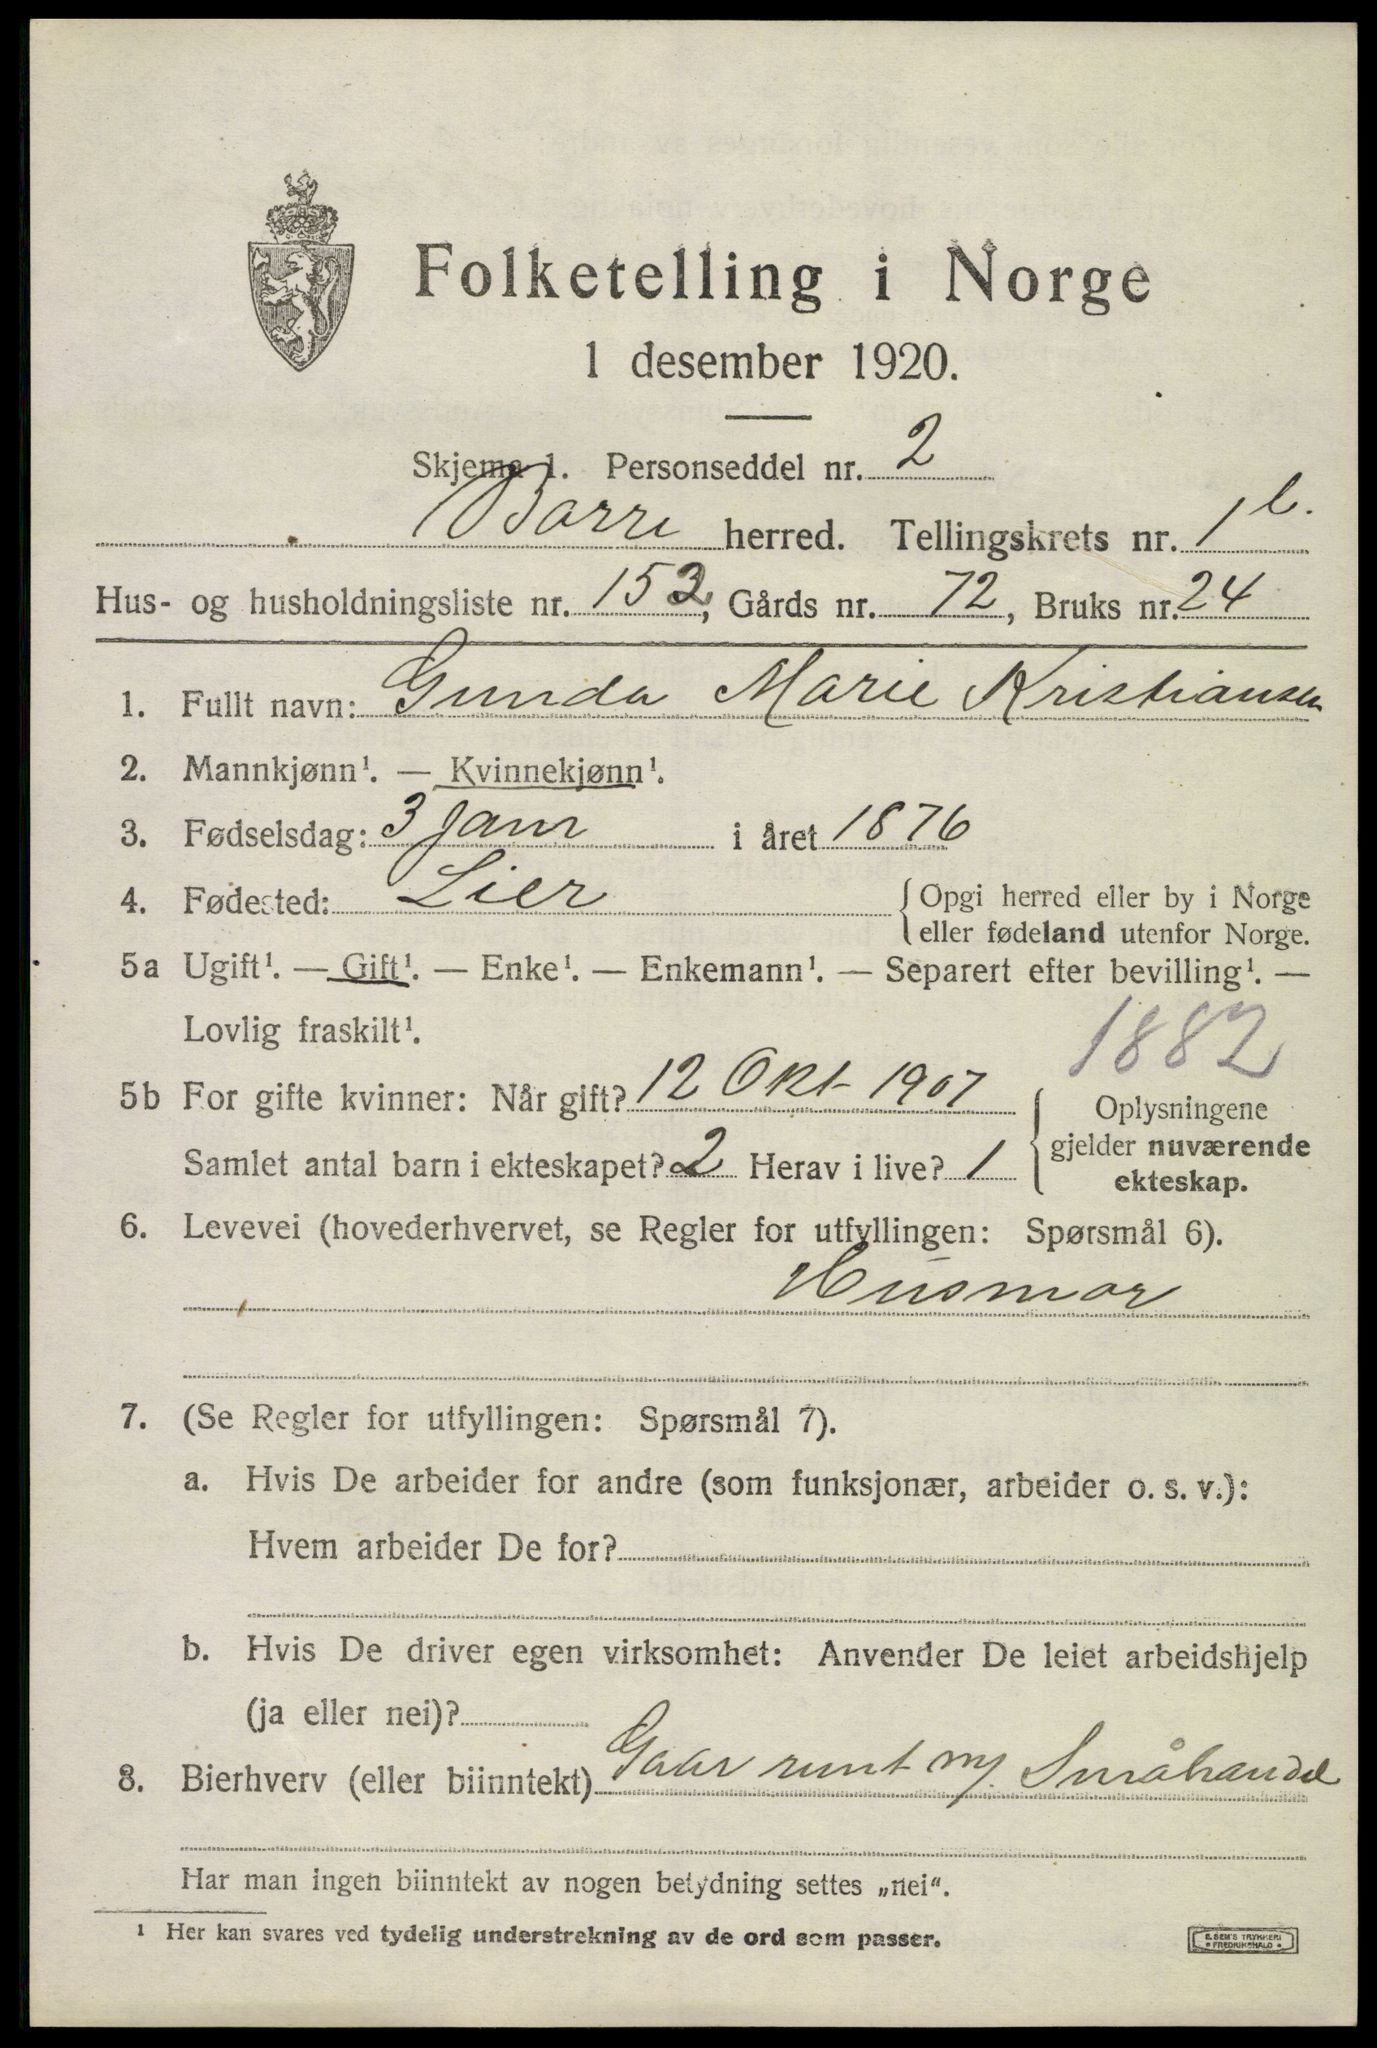 Folketelling i Norge
1 desember 1920.
Skjema 1. Personseddel nr. 2
Borre herred. Tellingskrets nr. 1 b.
Hus- og husholdningsliste nr. 152, Gårds nr. 72, Bruks nr. 24
1. Fullt navn: Gunda Marie Kristiansen
2. Mannkjønn¹. — Kvinnekjønn¹.
3. Fødselsdag: 3 Janr i året 1876
4. Fødested: Lier { Opgi herred eller by i Norge
eller fødeland utenfor Norge.
5a Ugift¹. — Gift¹. — Enke¹. — Enkemann¹. — Separert efter bevilling¹. —
Lovlig fraskilt¹.
1882
5b For gifte kvinner: Når gift? 12 Okt 1907 { Oplysningene
gjelder nuværende
ekteskap.
Samlet antal barn i ekteskapet? 2 Herav i live? 1
6. Levevei (hovederhvervet, se Regler for utfyllingen: Spørsmål 6).
Husmor
7. (Se Regler for utfyllingen: Spørsmål 7).
a. Hvis De arbeider for andre (som funksjonær, arbeider o. s. v.):
Hvem arbeider De for?
b. Hvis De driver egen virksomhet: Anvender De leiet arbeidshjelp
(ja eller nei)?
8. Bierhverv (eller biinntekt) Gaar runt m/ Småhandel
Har man ingen biinntekt av nogen betydning settes „nei“.
¹ Her kan svares ved tydelig understrekning av de ord som passer.
E. SEM'S TRYKKERI
• FREDRIKSHALD •